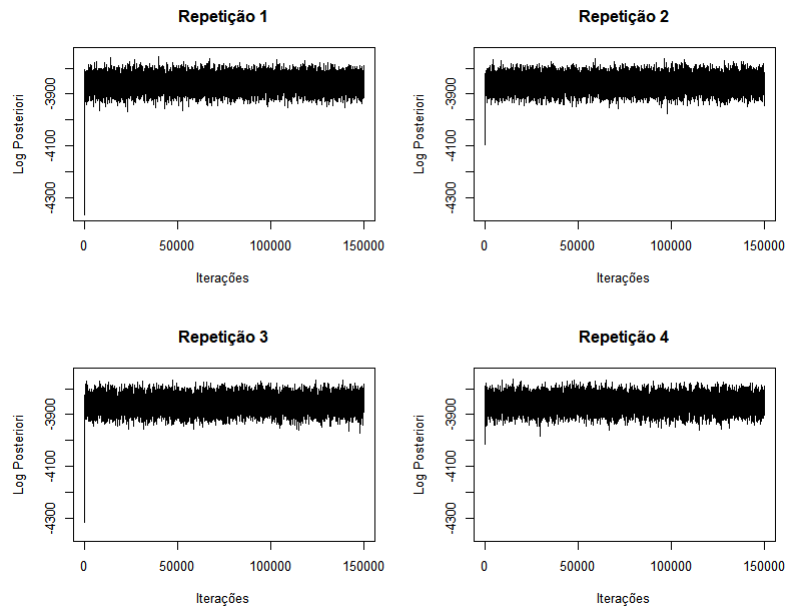 Repetição 1
Log Posteriori
-3900
-4100
-4300
0 50000 100000 150000
Iterações
Repetição 2
Log Posteriori
-3900
-4100
-4300
0 50000 100000 150000
Iterações
Repetição 3
Log Posteriori
-3900
-4100
-4300
0 50000 100000 150000
Iterações
Repetição 4
Log Posteriori
-3900
-4100
-4300
0 50000 100000 150000
Iterações